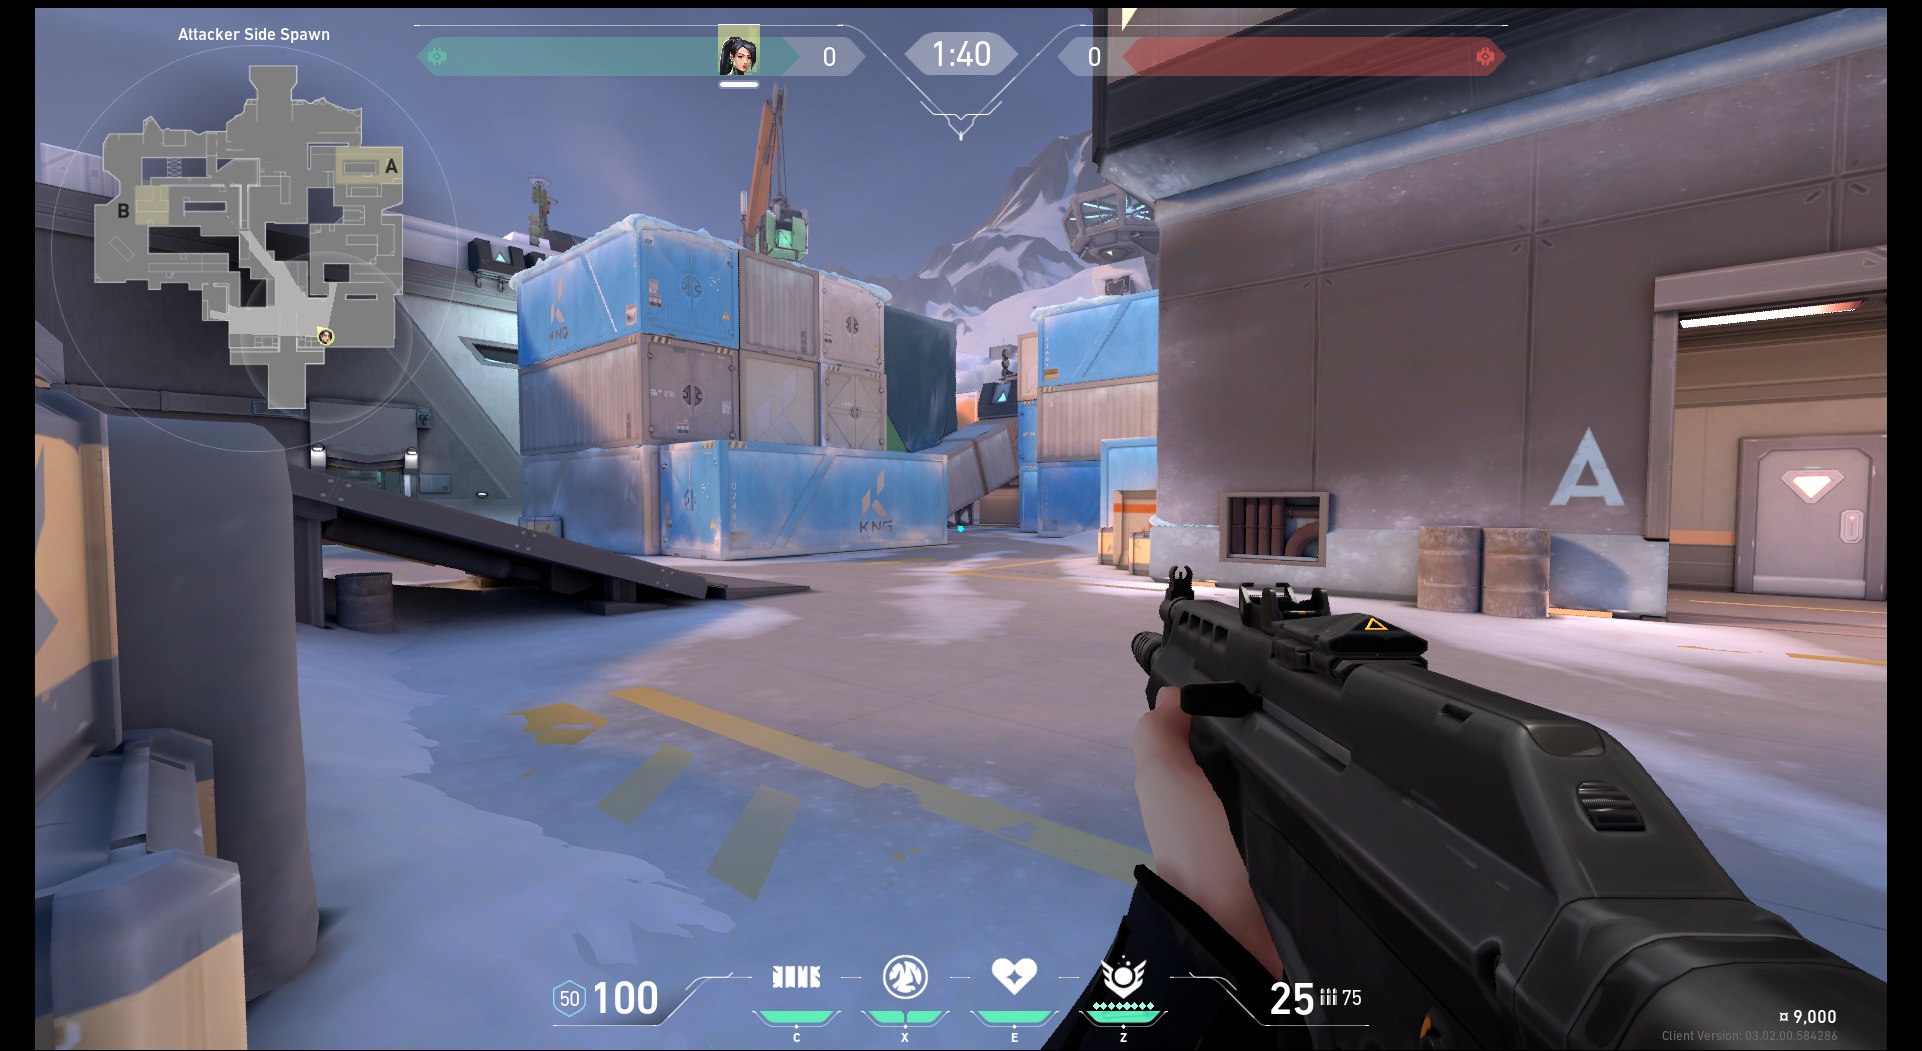 Attacker Side Spawn
0
1:40
0
A
B
KNG
KNG
A
50
100
25
75
C
X
E
Z
¤ 9,000
Client Version: 03.02.00.584286